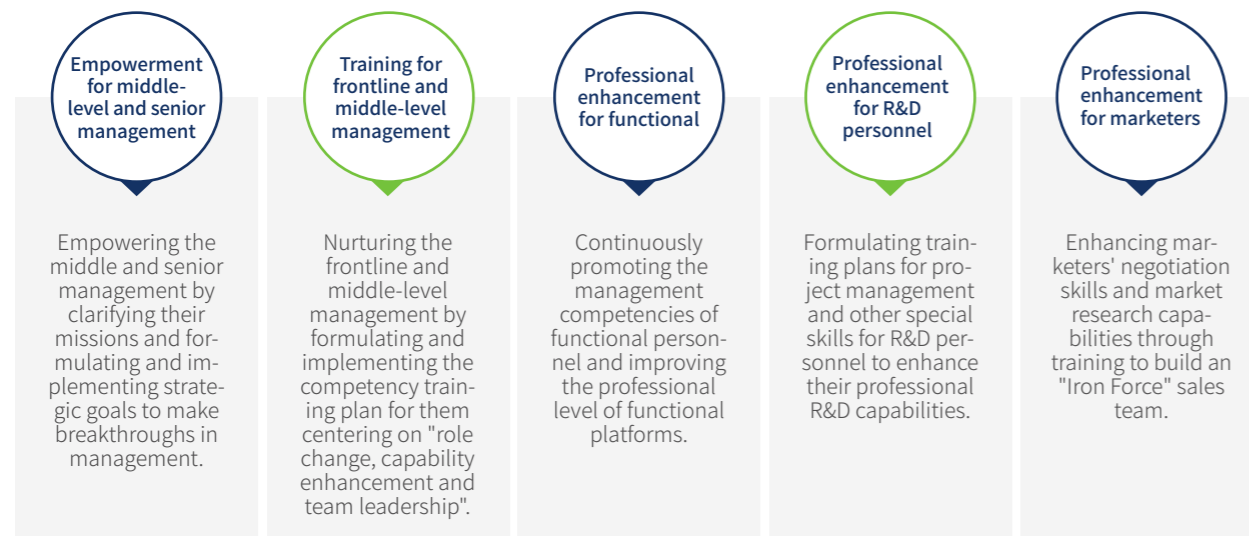 Empowerment
for middle-
level and senior
management
Empowering the
middle and senior
management by
clarifying their
missions and for-
mulating and im-
plementing strate-
gic goals to make
breakthroughs in
management.
Training for
frontline and
middle-level
management
Nurturing the
frontline and
middle-level
management by
formulating and
implementing the
competency train-
ing plan for them
centering on "role
change, capability
enhancement and
team leadership".
Professional
enhancement
for functional
Continuously
promoting the
management
competencies of
functional person-
nel and improving
the professional
level of functional
platforms.
Professional
enhancement
for R&D
personnel
Formulating train-
ing plans for pro-
ject management
and other special
skills for R&D per-
sonnel to enhance
their professional
R&D capabilities.
Professional
enhancement
for marketers
Enhancing mar-
keters' negotiation
skills and market
research capa-
bilities through
training to build an
"Iron Force" sales
team.